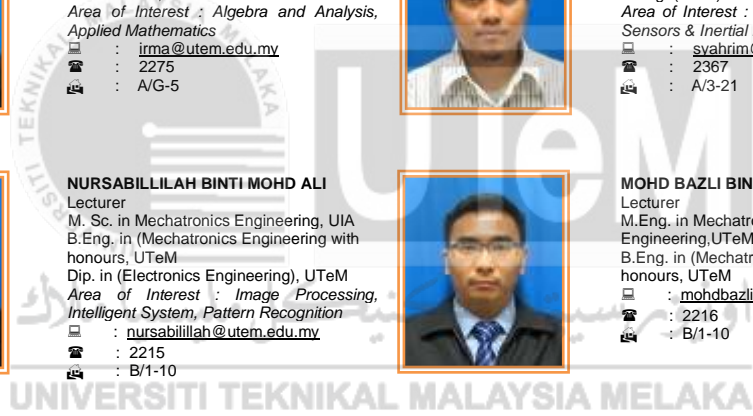 Area of Interest : Algebra and Analysis,
Applied Mathematics
: irma@utem.edu.my
: 2275
: A/G-5
Area of Interest :
Sensors & Inertial
: syahrim@
: 2367
: A/3-21
NURSABILLILAH BINTI MOHD ALI
Lecturer
M. Sc. in Mechatronics Engineering, UIA
B.Eng. in (Mechatronics Engineering with
honours, UTeM
Dip. in (Electronics Engineering), UTeM
Area of Interest : Image Processing,
Intelligent System, Pattern Recognition
: nursabilillah@utem.edu.my
: 2215
: B/1-10
MOHD BAZLI BIN
Lecturer
M.Eng. in Mechatro
Engineering,UTeM
B.Eng. in (Mechatr
honours, UTeM
: mohdbazli
: 2216
: B/1-10
UTeM
UNIVERSITI TEKNIKAL MALAYSIA MELAKA